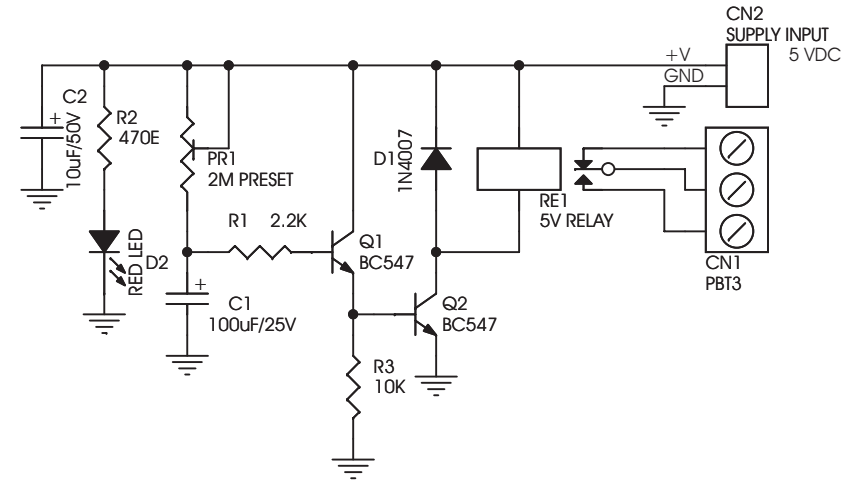 CN2
SUPPLY INPUT
5 VDC
+V
GND
C2
+
10uF/50V
R2
470E
PR1
2M PRESET
D1
1N4007
RE1
5V RELAY
R1 2.2K
Q1
BC547
RED LED
D2
+
C1
100uF/25V
Q2
BC547
CN1
PBT3
R3
10K